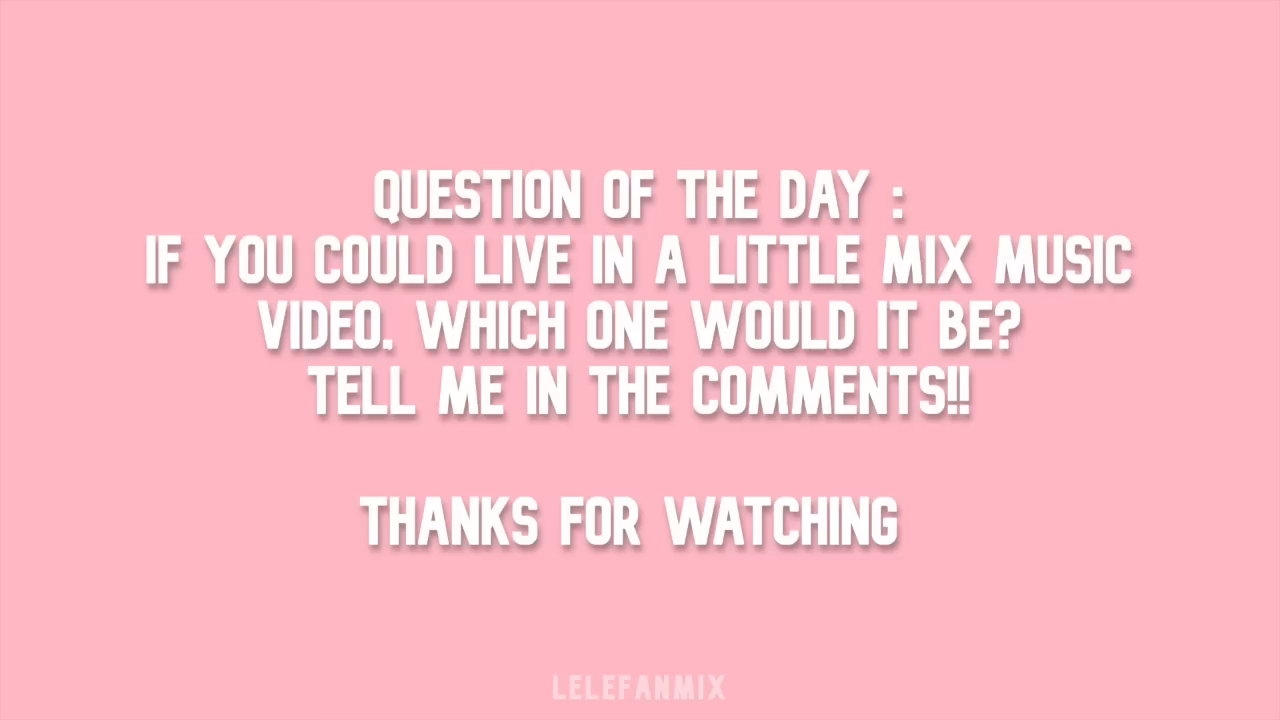 QUESTION OF THE DAY :
IF YOU COULD LIVE IN A LITTLE MIX MUSIC
VIDEO, WHICH ONE WOULD IT BE?
TELL ME IN THE COMMENTS!!
THANKS FOR WATCHING
LELEFANMIX